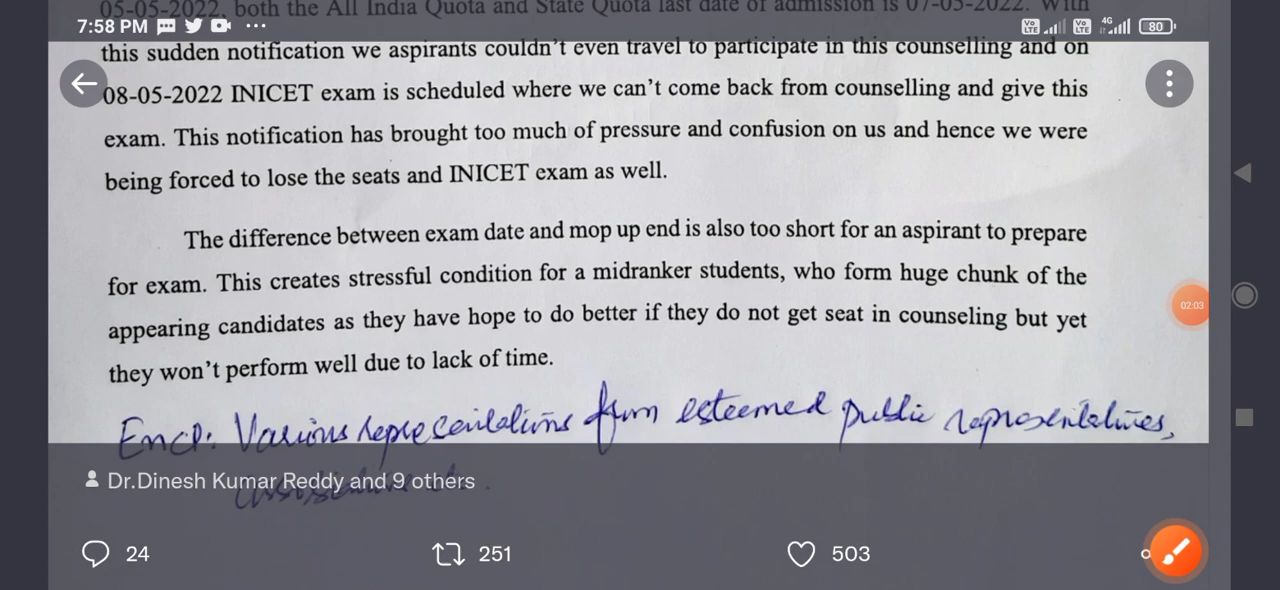 05-05-2022, both the All India Quota and State Quota last date of admission is 07-05-2022. With
7:58 PM
4G
80
this sudden notification we aspirants couldn't even travel to participate in this counselling and on
08-05-2022 INICET exam is scheduled where we can't come back from counselling and give this
exam. This notification has brought too much of pressure and confusion on us and hence we were
being forced to lose the seats and INICET exam as well.
The difference between exam date and mop up end is also too short for an aspirant to prepare
for exam. This creates stressful condition for a midranker students, who form huge chunk of the
02:03
appearing candidates as they have hope to do better if they do not get seat in counseling but yet
they won't perform well due to lack of time.
Encl: Various representations from esteemed public representatives,
Dr.Dinesh Kumar Reddy and 9 others
24 251 503